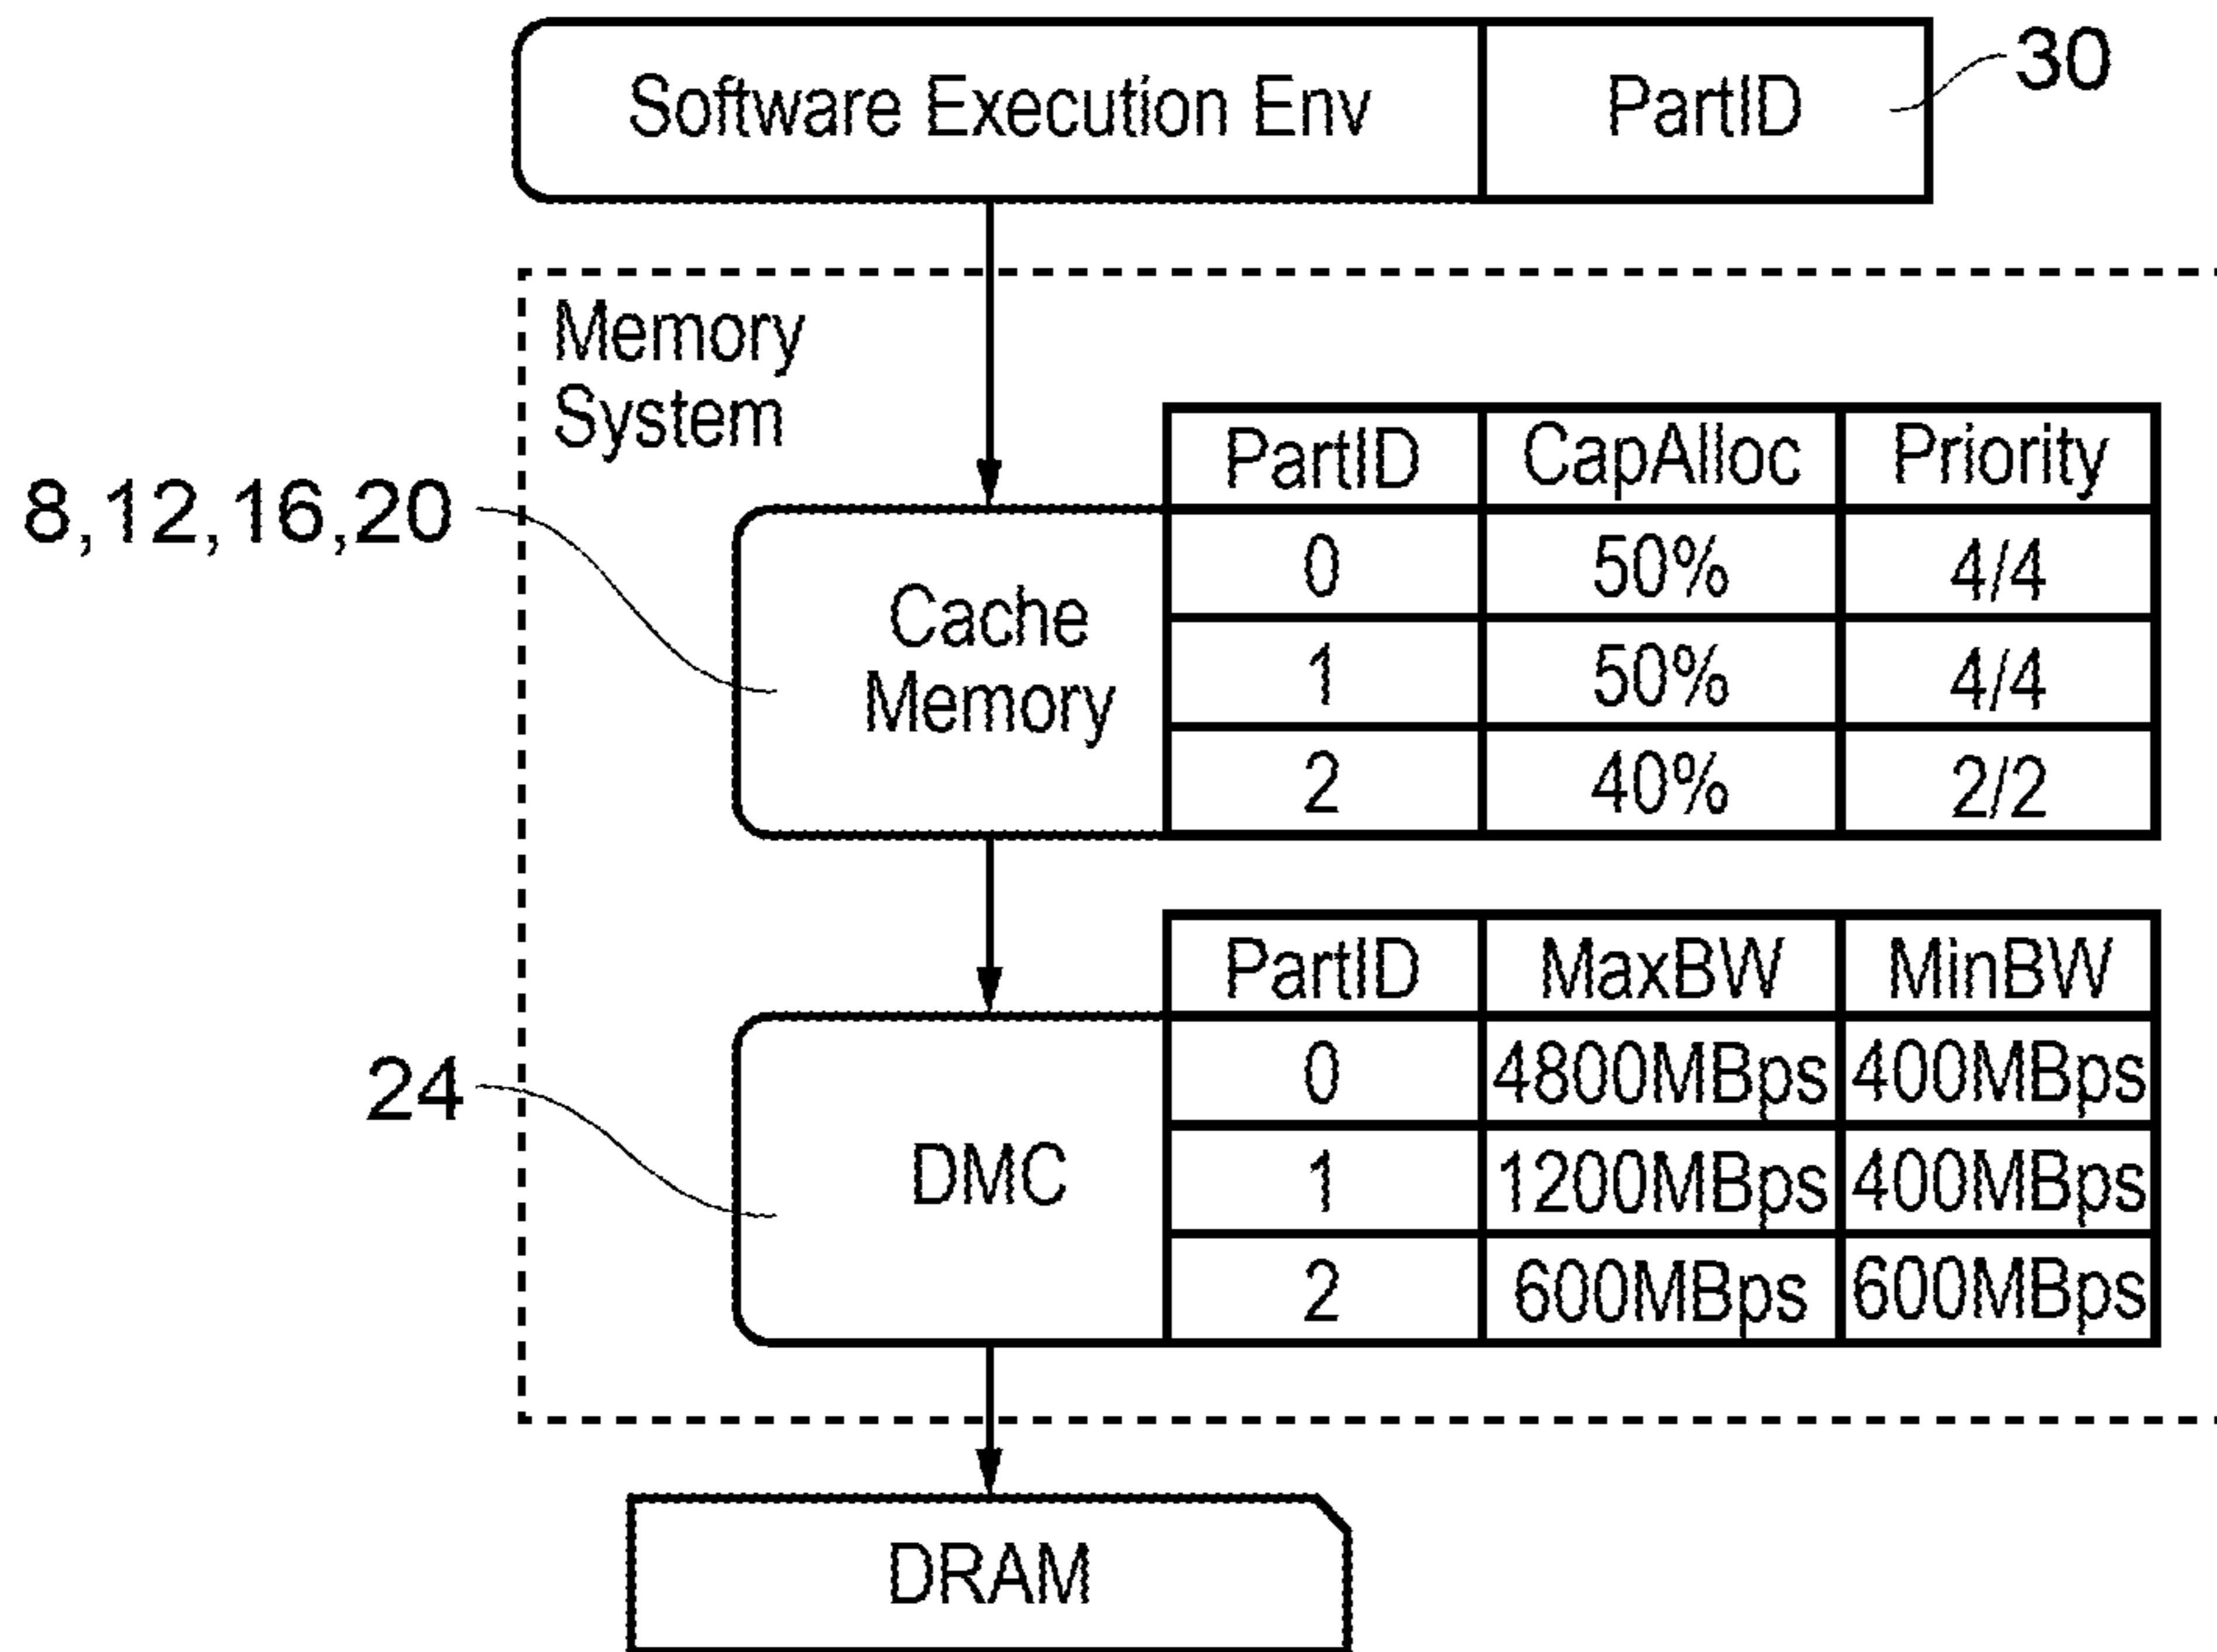 Software Execution Env PartID 30
Memory
System
8,12,16,20
PartID CapAlloc Priority
0 50% 4/4
1 50% 4/4
2 40% 2/2
Cache
Memory
24
PartID MaxBW MinBW
0 4800MBps 400MBps
1 1200MBps 400MBps
2 600MBps 600MBps
DMC
DRAM